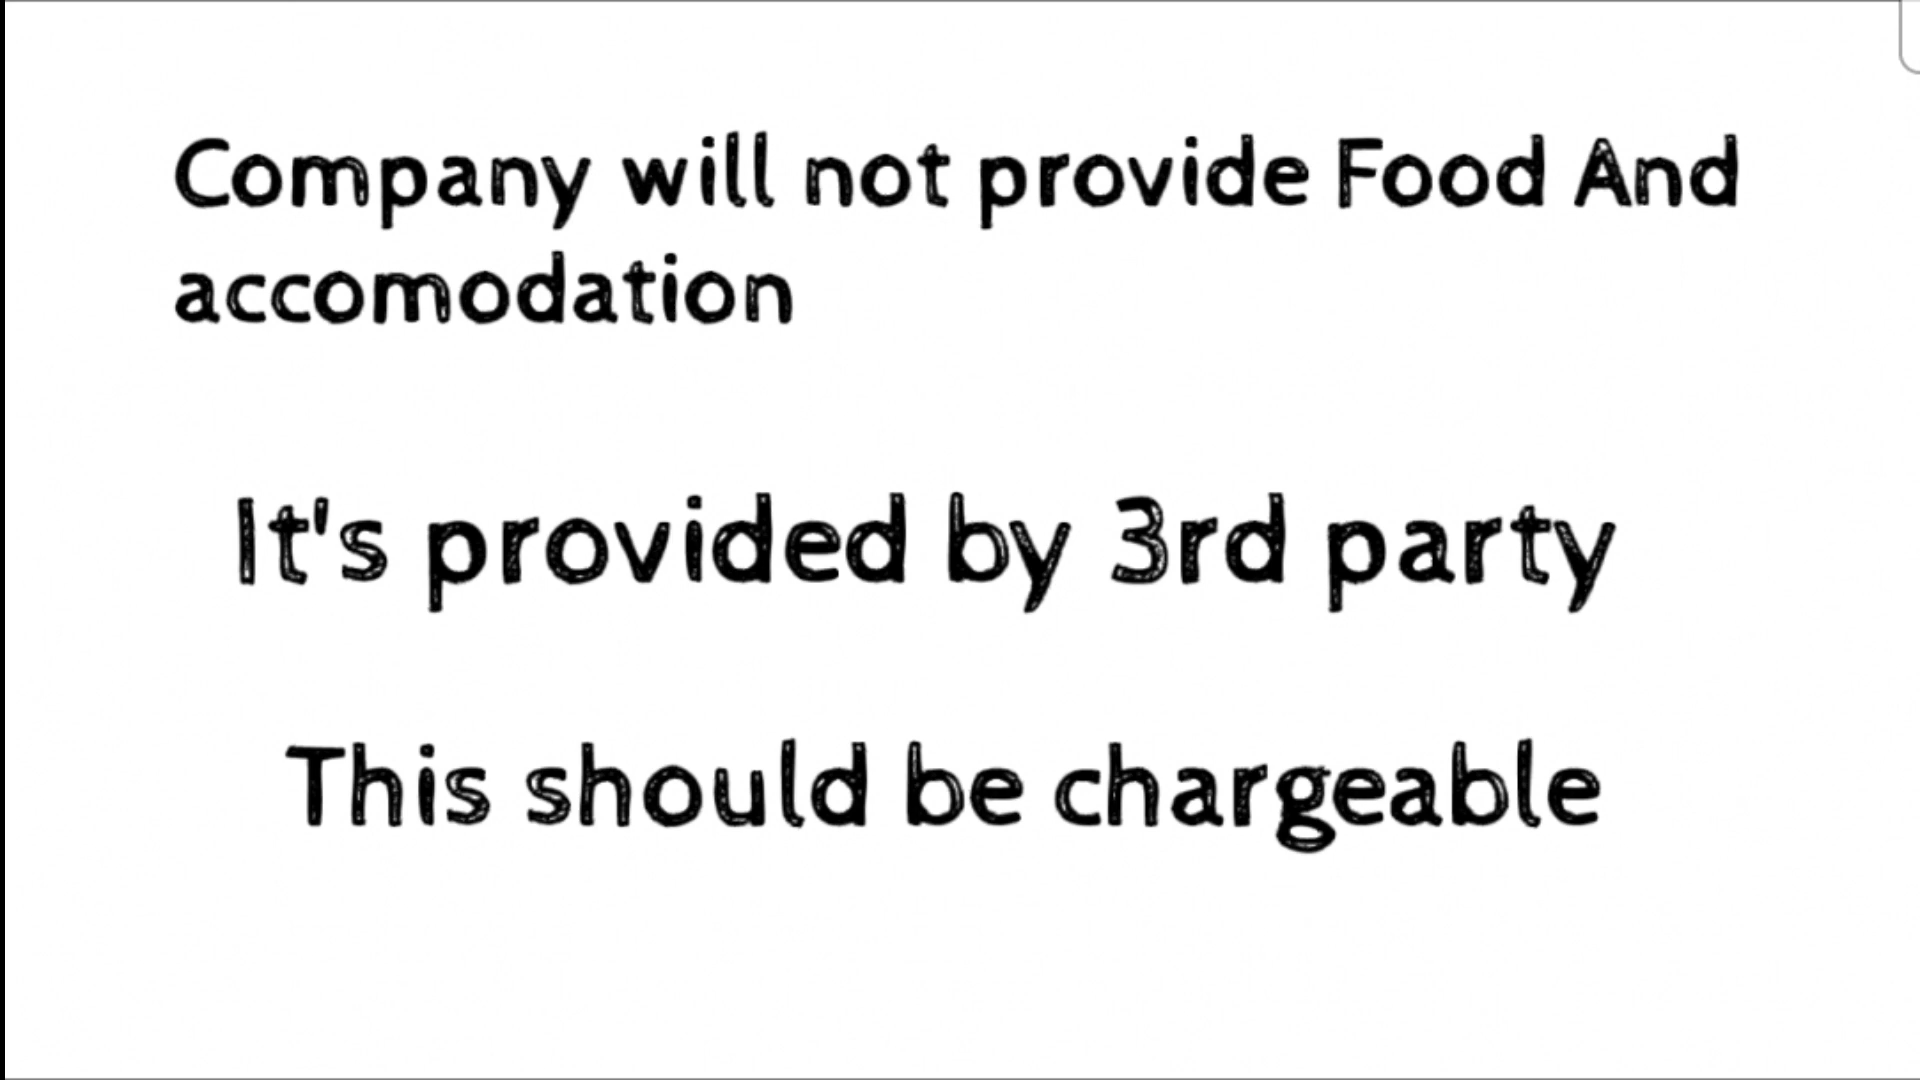 Company will not provide Food And
accomodation
It's provided by 3rd party
This should be chargeable